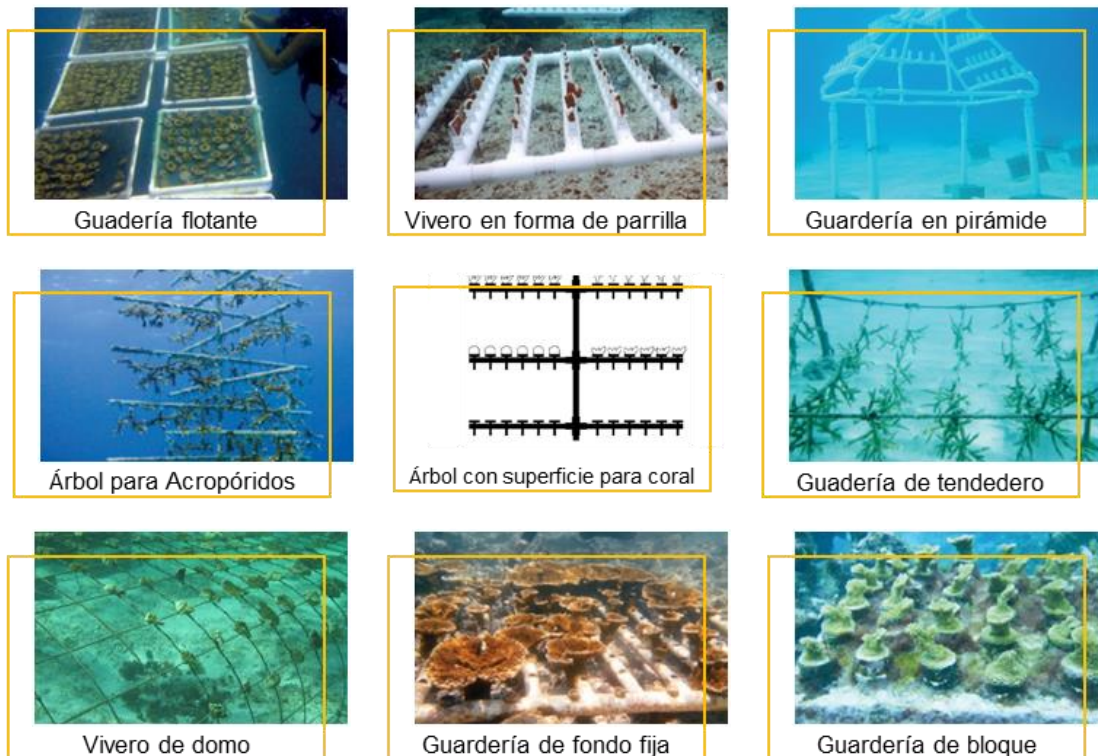 Guadería flotante
Vivero en forma de parrilla
Guardería en pirámide
Árbol para Acropóridos
Árbol con superficie para coral
Guadería de tendedero
Vivero de domo
Guardería de fondo fija
Guardería de bloque